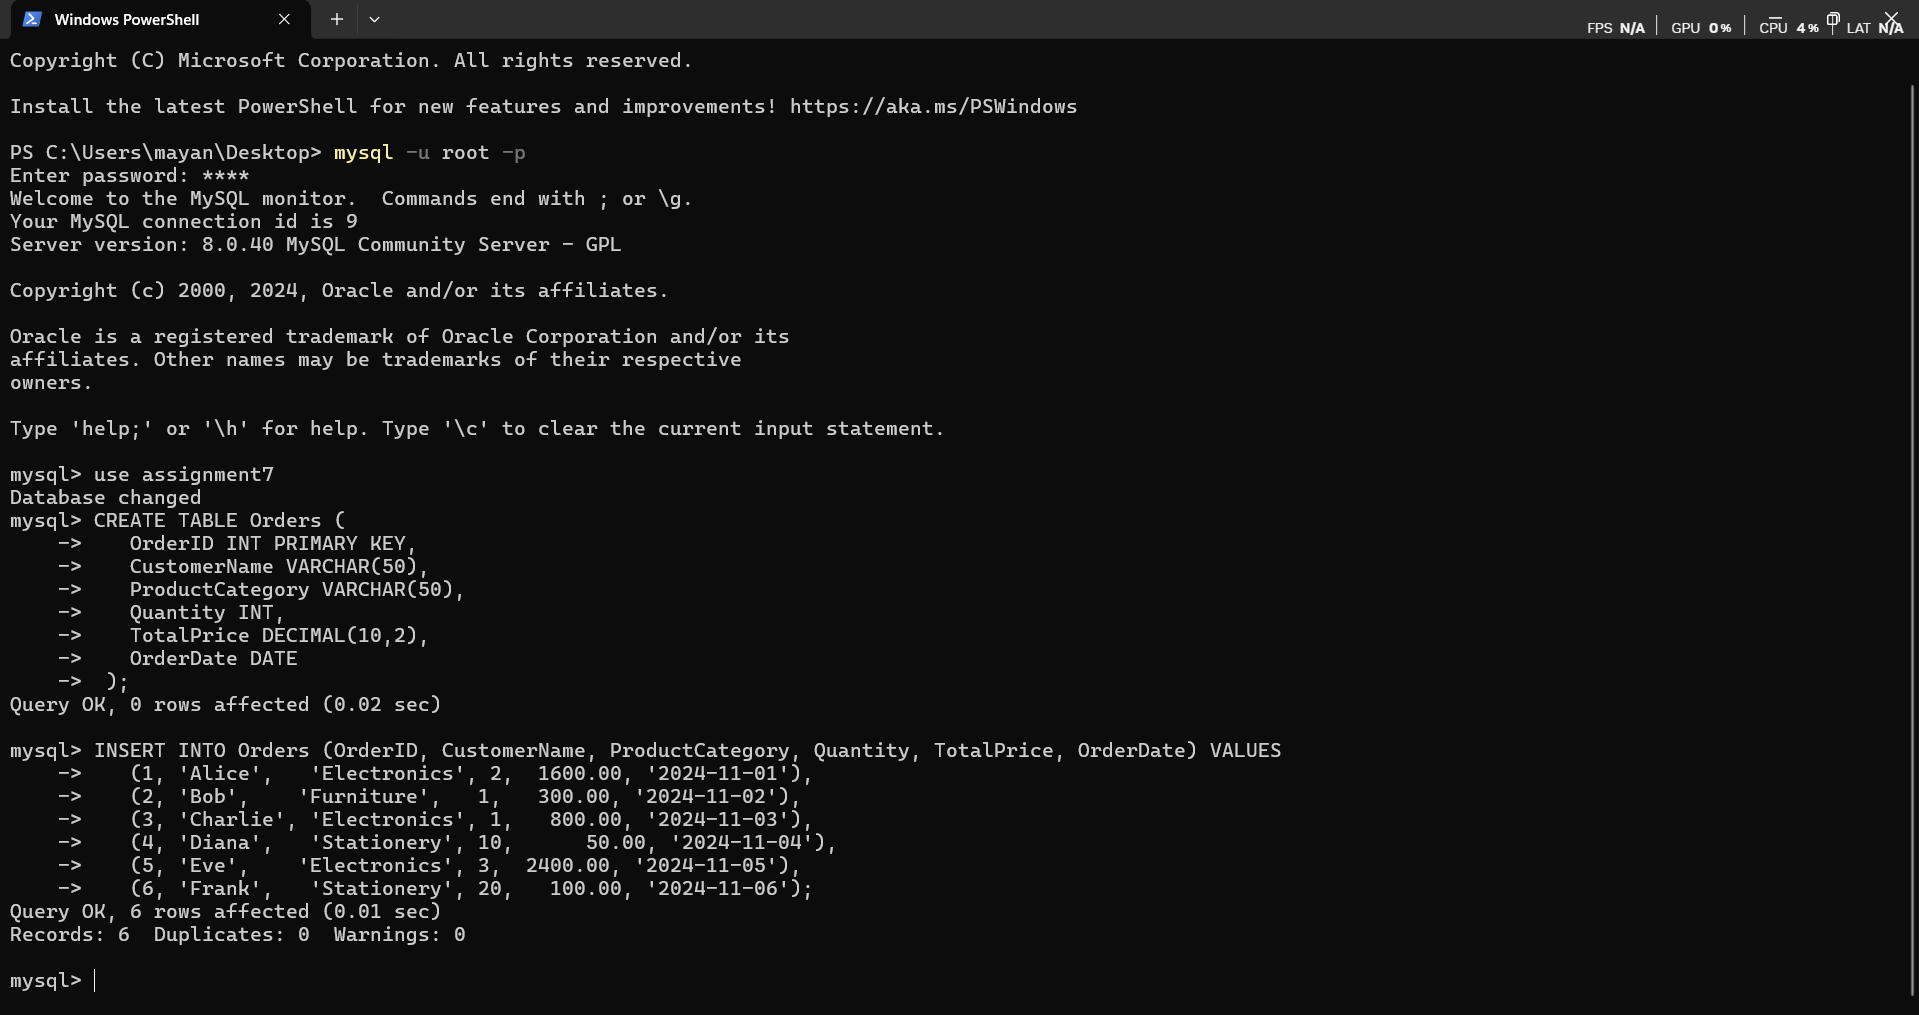 Windows PowerShell
FPS N/A | GPU 0% | CPU 4% | LAT N/A
Copyright (C) Microsoft Corporation. All rights reserved.
Install the latest PowerShell for new features and improvements! https://aka.ms/PSWindows
PS C:\Users\mayan\Desktop> mysql -u root -p
Enter password: ****
Welcome to the MySQL monitor.  Commands end with ; or \g.
Your MySQL connection id is 9
Server version: 8.0.40 MySQL Community Server - GPL
Copyright (c) 2000, 2024, Oracle and/or its affiliates.
Oracle is a registered trademark of Oracle Corporation and/or its
affiliates. Other names may be trademarks of their respective
owners.
Type 'help;' or '\h' for help. Type '\c' to clear the current input statement.
mysql> use assignment7
Database changed
mysql> CREATE TABLE Orders (
    ->    OrderID INT PRIMARY KEY,
    ->    CustomerName VARCHAR(50),
    ->    ProductCategory VARCHAR(50),
    ->    Quantity INT,
    ->    TotalPrice DECIMAL(10,2),
    ->    OrderDate DATE
    ->  );
Query OK, 0 rows affected (0.02 sec)
mysql> INSERT INTO Orders (OrderID, CustomerName, ProductCategory, Quantity, TotalPrice, OrderDate) VALUES
    ->    (1, 'Alice',   'Electronics', 2,  1600.00, '2024-11-01'),
    ->    (2, 'Bob',    'Furniture',   1,   300.00, '2024-11-02'),
    ->    (3, 'Charlie', 'Electronics', 1,   800.00, '2024-11-03'),
    ->    (4, 'Diana',   'Stationery', 10,      50.00, '2024-11-04'),
    ->    (5, 'Eve',    'Electronics', 3,  2400.00, '2024-11-05'),
    ->    (6, 'Frank',   'Stationery', 20,   100.00, '2024-11-06');
Query OK, 6 rows affected (0.01 sec)
Records: 6  Duplicates: 0  Warnings: 0
mysql>